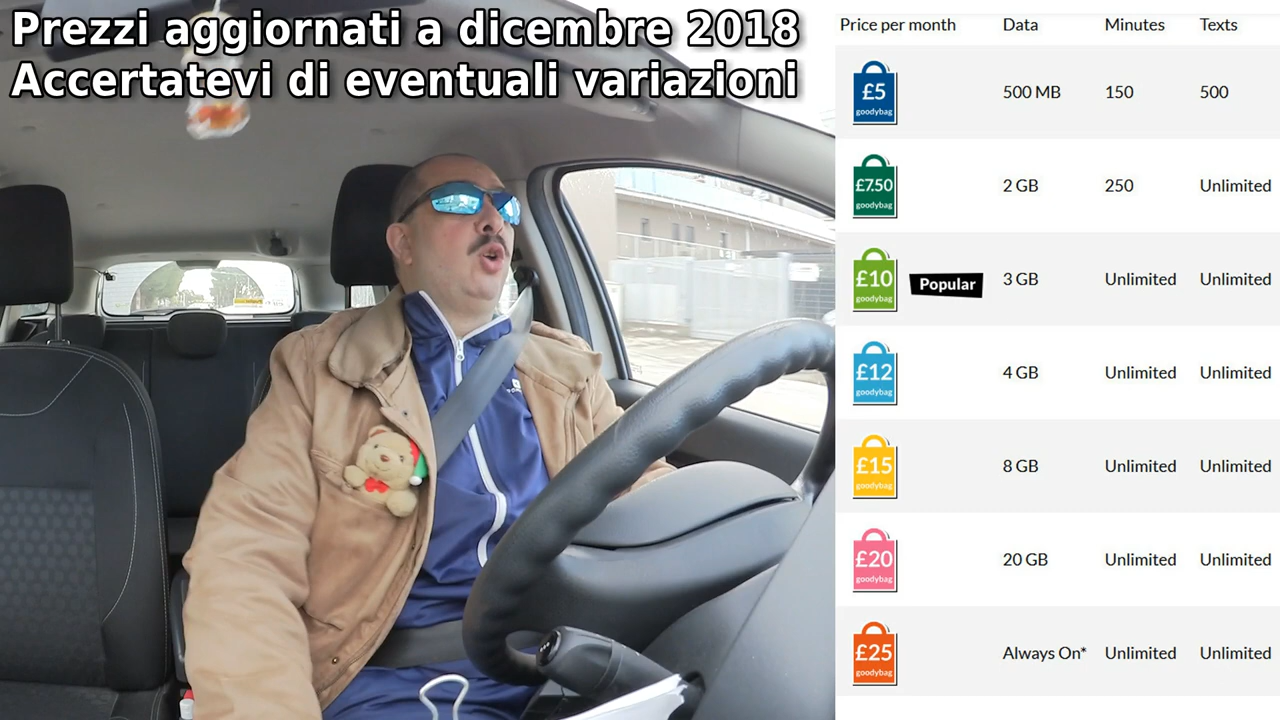 Prezzi aggiornati a dicembre 2018
Accertatevi di eventuali variazioni
Price per month Data Minutes Texts
£5 goodybag 500 MB 150 500
£7.50 goodybag 2 GB 250 Unlimited
£10 goodybag Popular 3 GB Unlimited Unlimited
£12 goodybag 4 GB Unlimited Unlimited
£15 goodybag 8 GB Unlimited Unlimited
£20 goodybag 20 GB Unlimited Unlimited
£25 goodybag Always On* Unlimited Unlimited